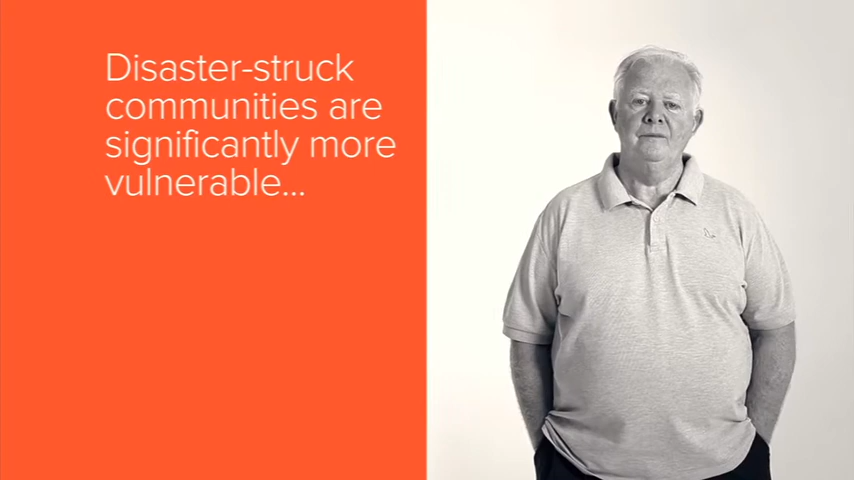 Disaster-struck
communities are
significantly more
vulnerable...